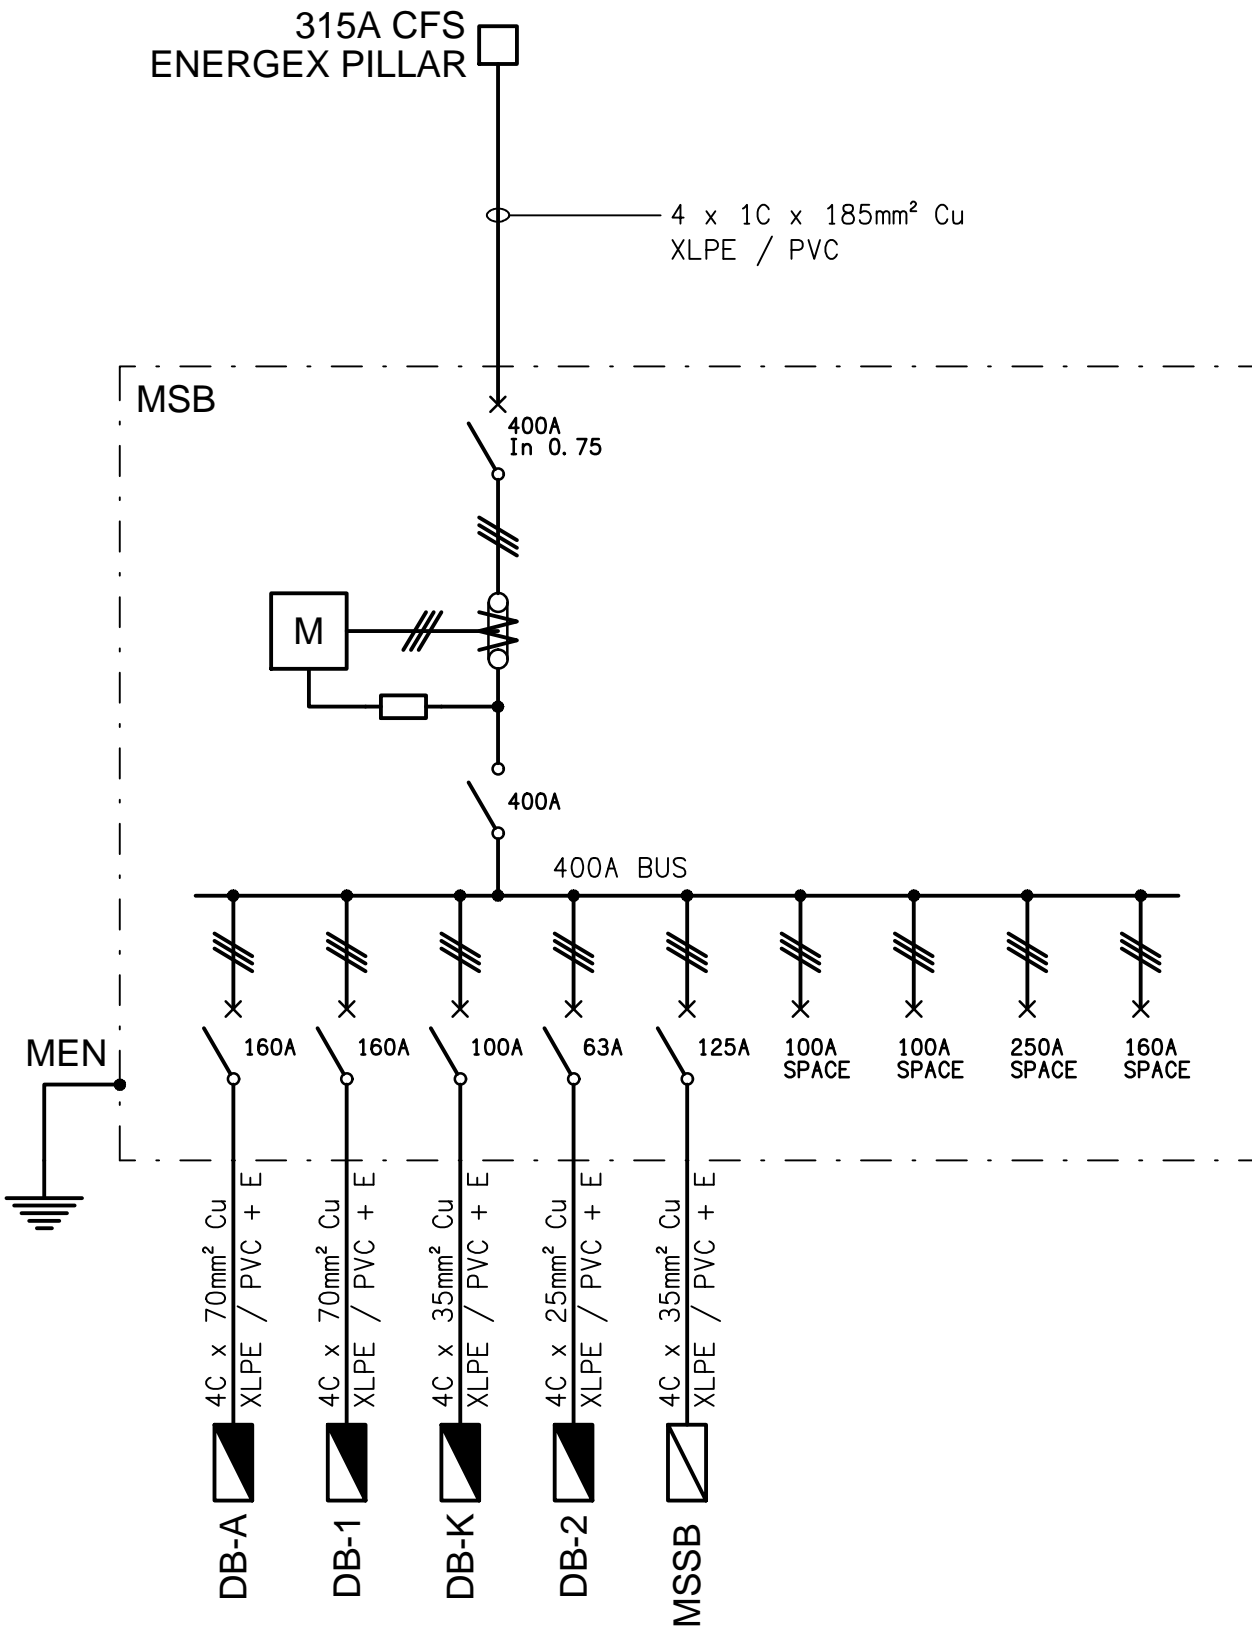 315A CFS
ENERGEX PILLAR
4 x 1C x 185mm² Cu
XLPE / PVC
MSB
400A
In 0.75
M
400A
400A BUS
160A
160A
100A
63A
125A
100A
SPACE
100A
SPACE
250A
SPACE
160A
SPACE
MEN
4C x 70mm² Cu
XLPE / PVC + E
4C x 70mm² Cu
XLPE / PVC + E
4C x 35mm² Cu
XLPE / PVC + E
4C x 25mm² Cu
XLPE / PVC + E
4C x 35mm² Cu
XLPE / PVC + E
DB-A
DB-1
DB-K
DB-2
MSSB